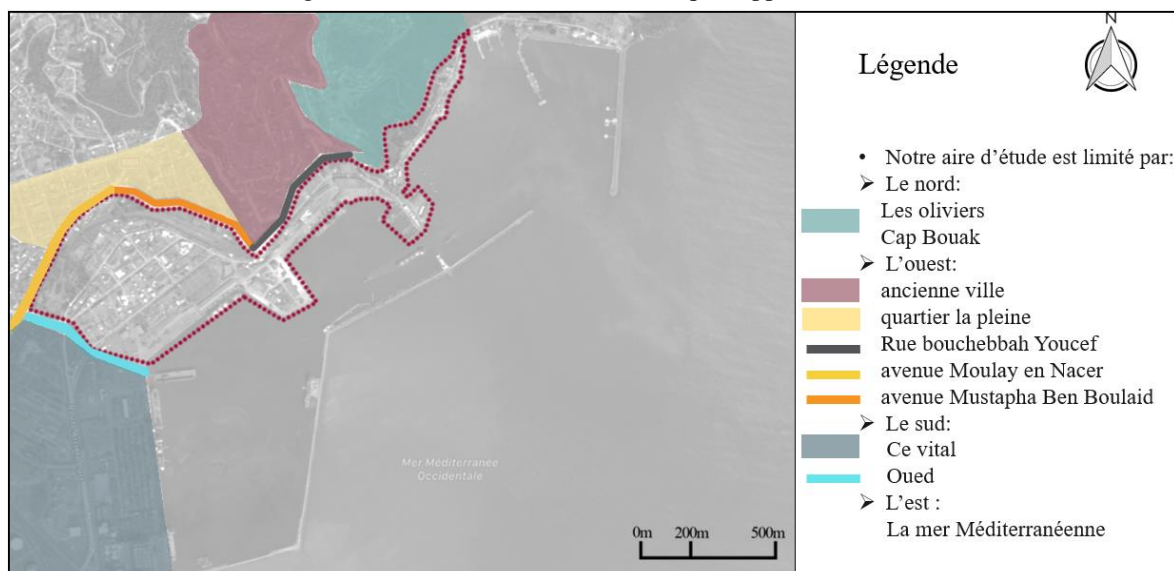 Légende
N
• Notre aire d'étude est limité par:
➢ Le nord:
Les oliviers
Cap Bouak
➢ L'ouest:
ancienne ville
quartier la pleine
Rue bouchebbah Youcef
avenue Moulay en Nacer
avenue Mustapha Ben Boulaid
➢ Le sud:
Ce vital
Oued
➢ L'est :
La mer Méditerranéenne
Mer Méditerranée
Occidentale
0m 200m 500m